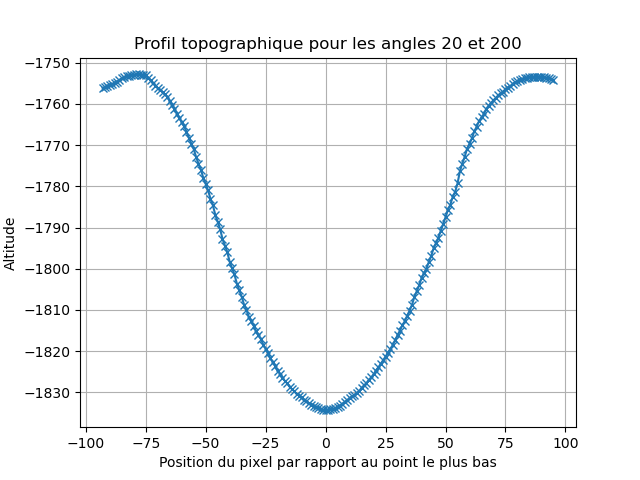 Profil topographique pour les angles 20 et 200
−1750
−1760
−1770
−1780
−1790
−1800
−1810
−1820
−1830
Altitude
−100 −75 −50 −25 0 25 50 75 100
Position du pixel par rapport au point le plus bas